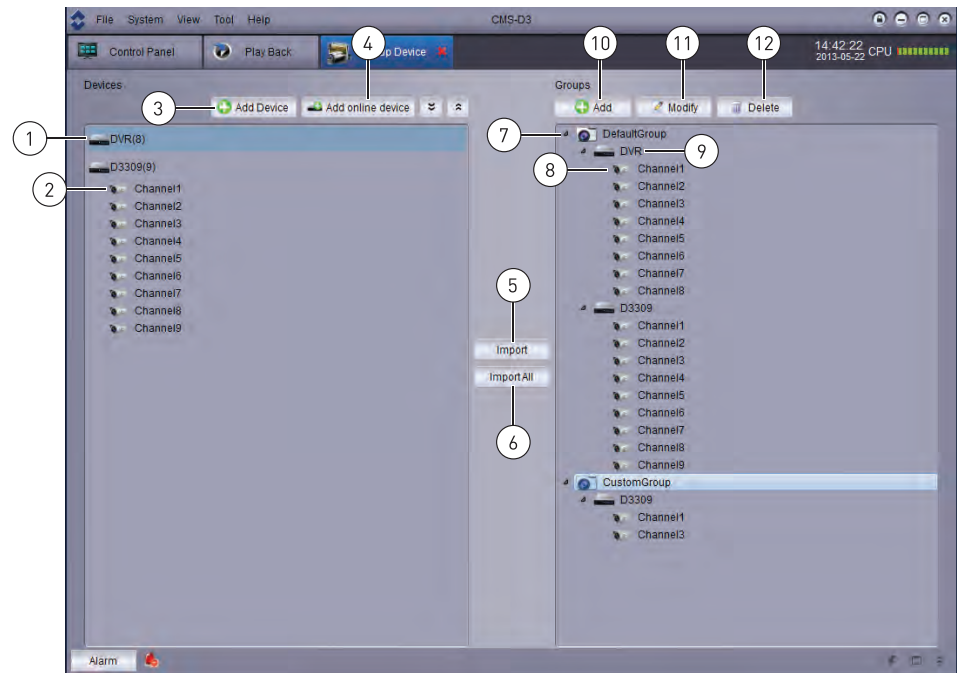 File System View Tool Help CMS-D3
Control Panel Play Back p Device 14:42:22 CPU
2013-05-22
4 10 11 12
Devices Groups
3 Add Device Add online device Add Modify Delete
1 DVR(8)
7 DefaultGroup
DVR 9
D3309(9)
8 Channel1
2 Channel1
Channel2
Channel3
Channel4
Channel5
Channel6
Channel7
Channel8
Channel9
Channel2
Channel3
Channel4
Channel5
Channel6
Channel7
Channel8
D3309
Channel1
Channel2
Channel3
Channel4
Channel5
Channel6
Channel7
Channel8
Channel9
5
Import
Import All
6
CustomGroup
D3309
Channel1
Channel3
Alarm